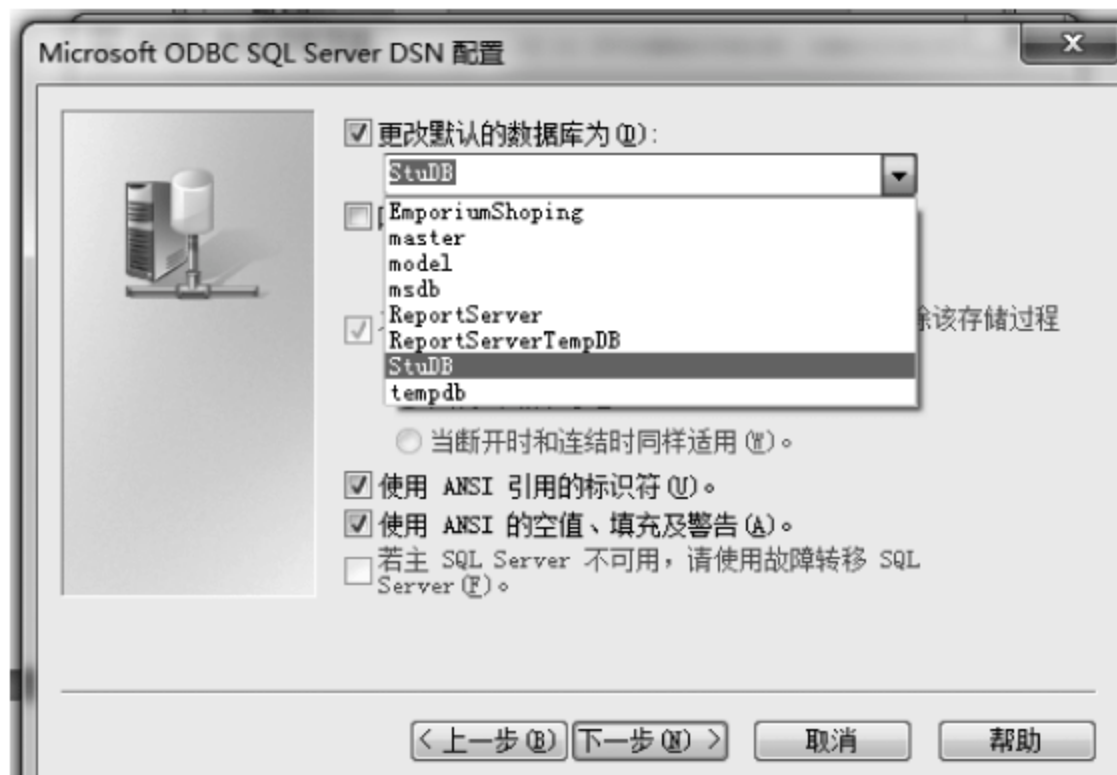 Microsoft ODBC SQL Server DSN 配置
更改默认的数据库为(D):
StuDB
EmporiumShoping
master
model
msdb
ReportServer
除该存储过程
ReportServerTempDB
StuDB
tempdb
当断开时和连结时同样适用(W)。
使用 ANSI 引用的标识符(U)。
使用 ANSI 的空值、填充及警告(A)。
若主 SQL Server 不可用，请使用故障转移 SQL
Server(F)。
< 上一步(B)
下一步(N) >
取消
帮助